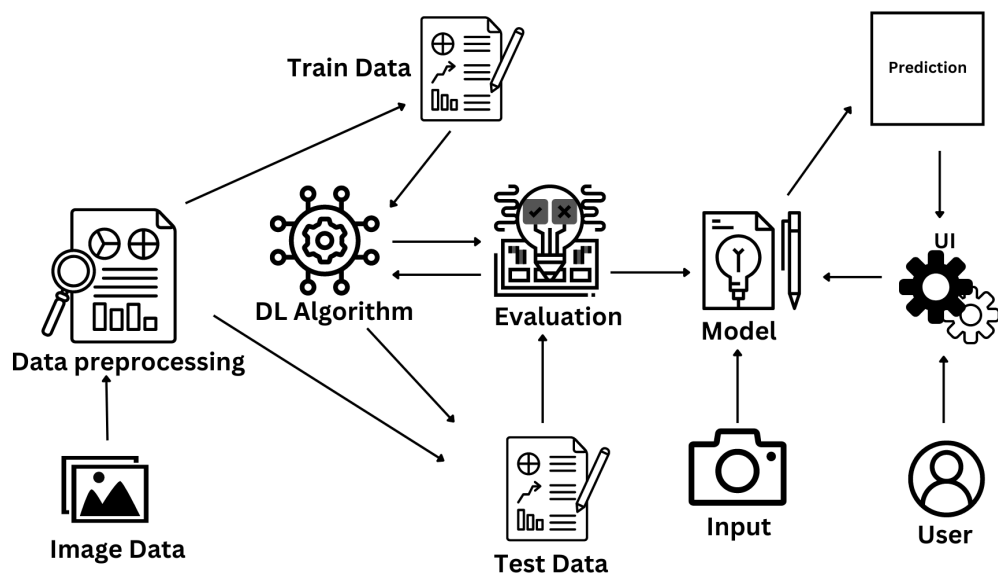 Train Data
Prediction
UI
DL Algorithm
Evaluation
Model
Data preprocessing
Input
User
Image Data
Test Data